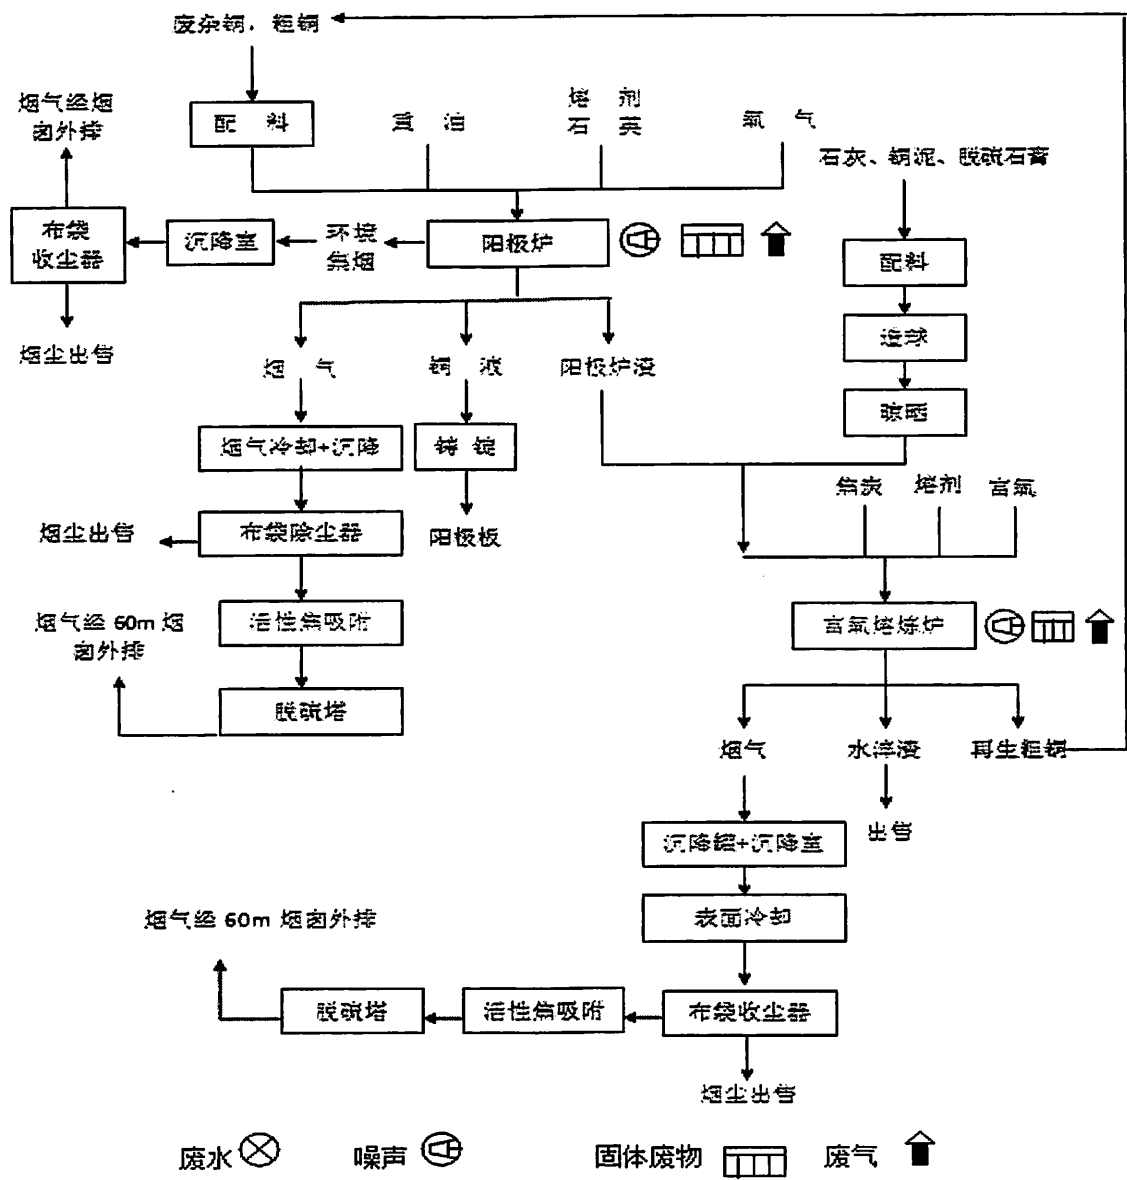 废杂铜、粗铜
烟气经烟
囱外排
配 料
重 油
熔 剂
石 英
氧 气
石灰、铜泥、脱硫石膏
布袋
收尘器
沉降室
环境
集烟
阳极炉
配料
烟尘出售
造球
烟 气
铜 液
阳极炉渣
晾晒
烟气冷却+沉降
铸 锭
焦炭
熔剂
富氧
烟尘出售
布袋除尘器
阳极板
烟气经 60m 烟
囱外排
活性焦吸附
富氧熔炼炉
脱硫塔
烟气
水淬渣
再生粗铜
出售
沉降罐+沉降室
烟气经 60m 烟囱外排
表面冷却
脱硫塔
活性焦吸附
布袋收尘器
烟尘出售
废水
噪声
固体废物
废气